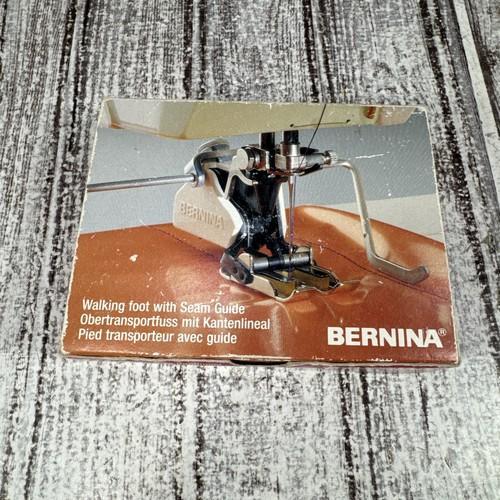 BERNINA
Walking foot with Seam Guide
Obertransportfuss mit Kantenlineal
Pied transporteur avec guide
BERNINA®